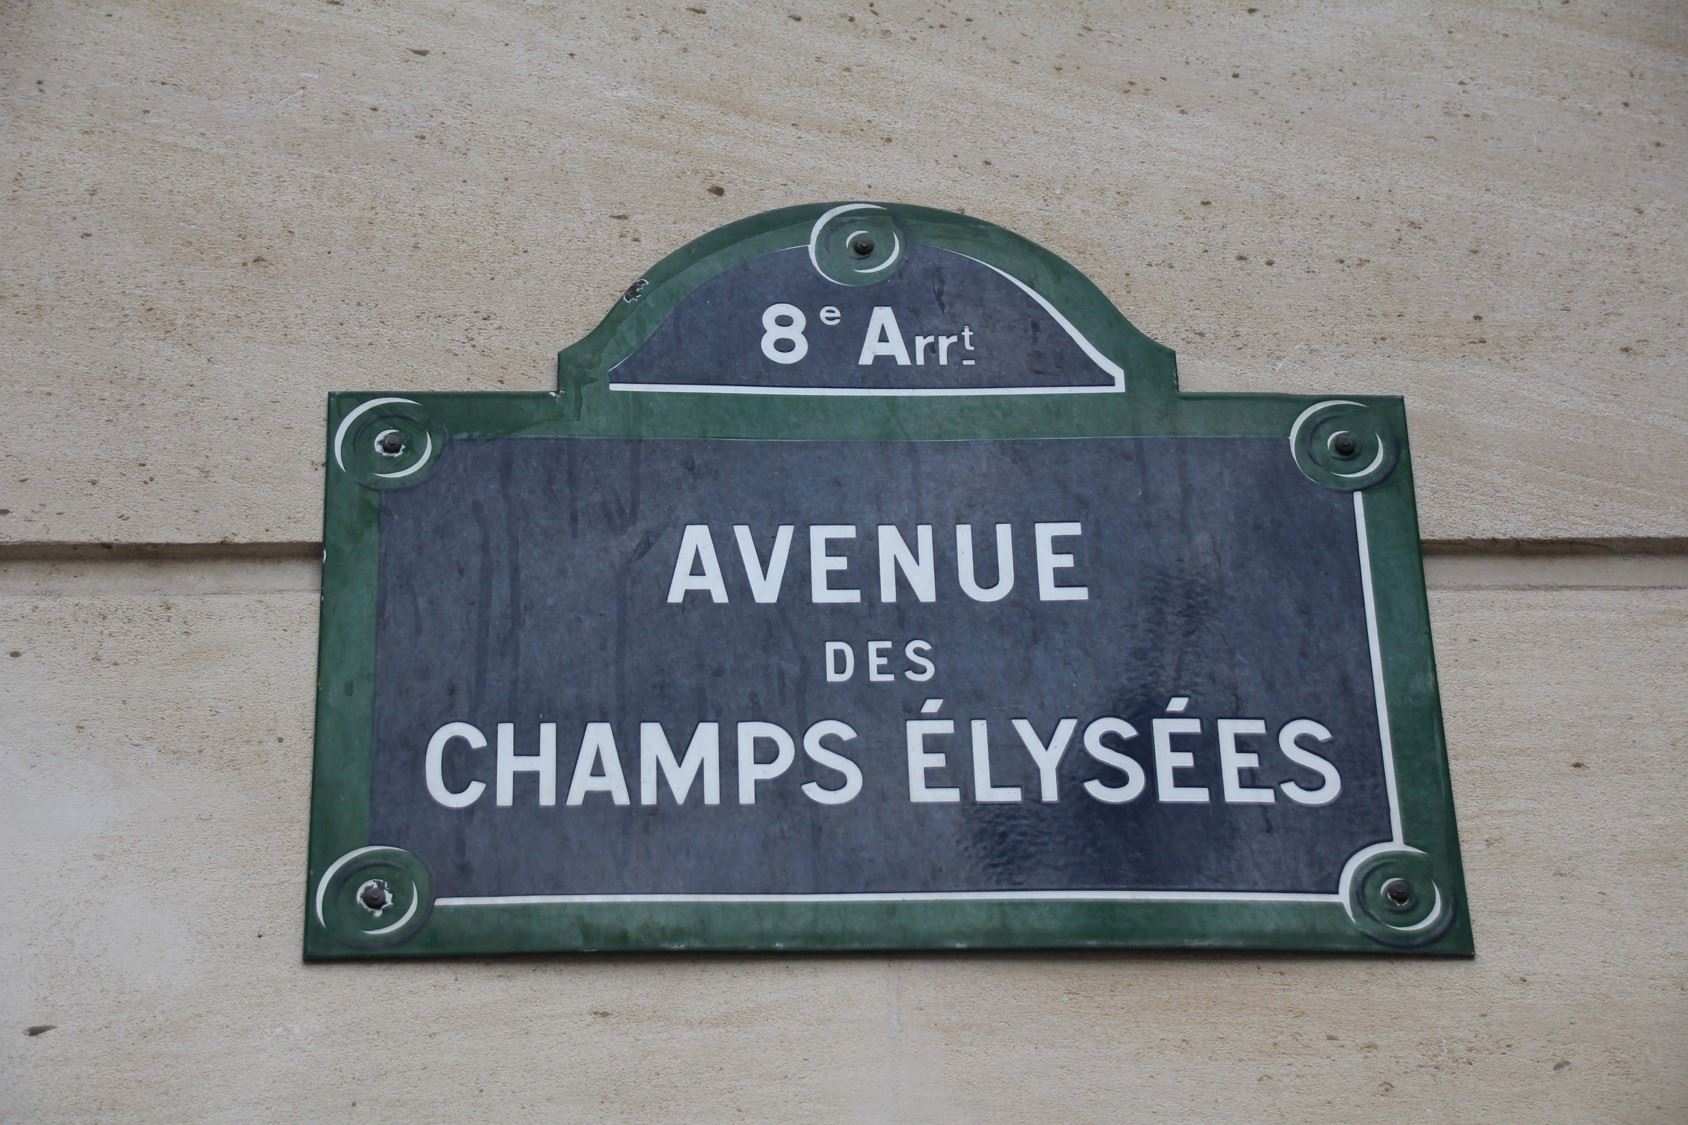 8e Arrt
AVENUE
DES
CHAMPS ÉLYSÉES